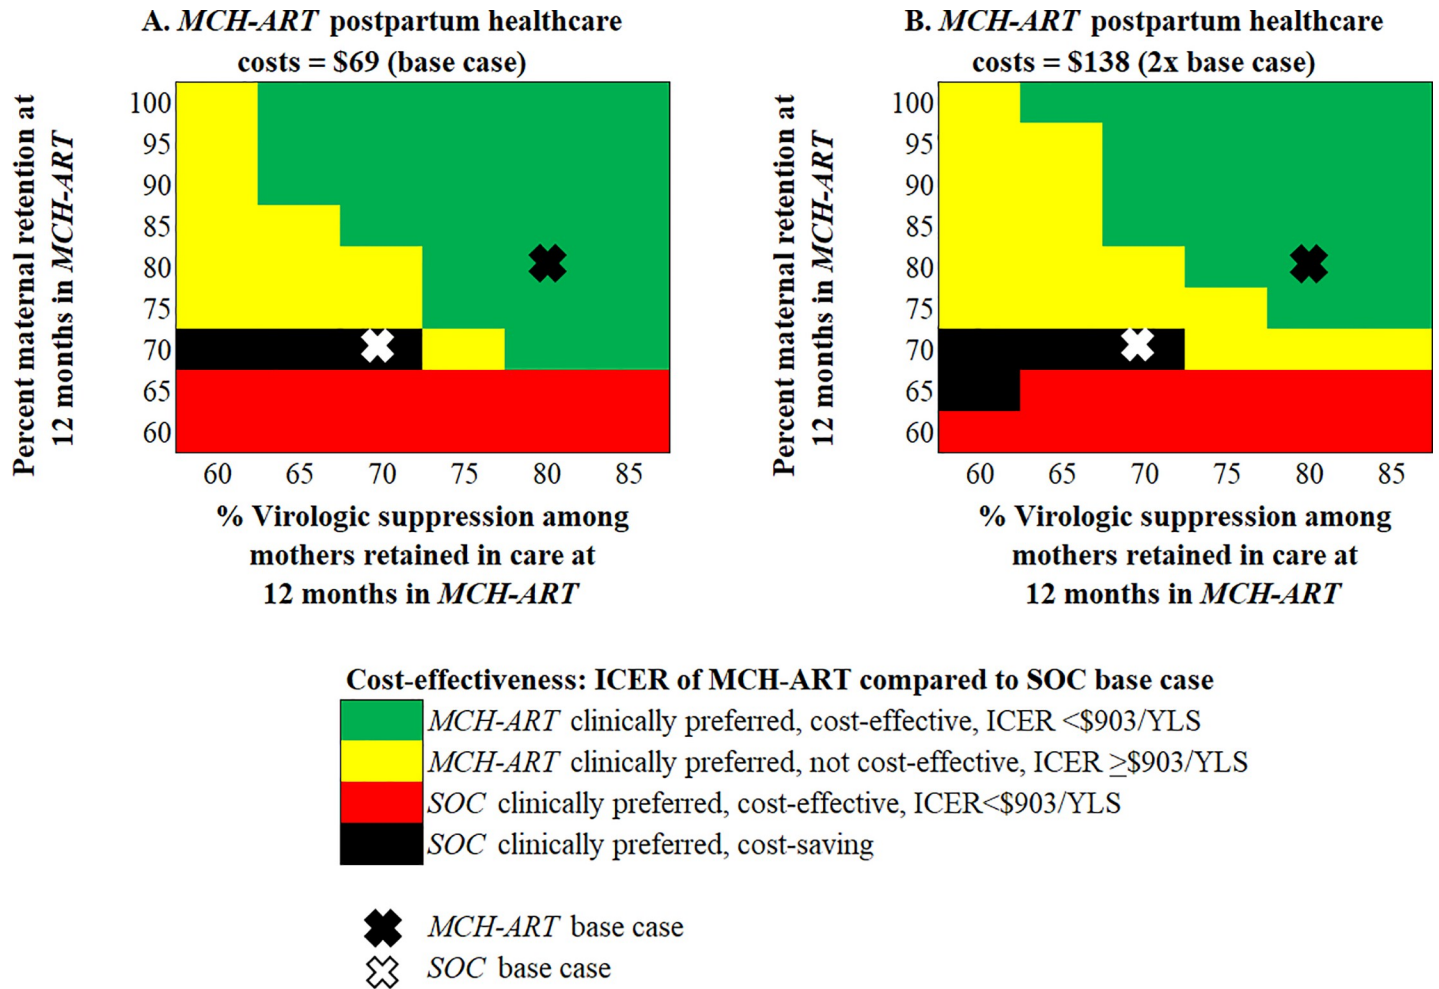 A. MCH-ART postpartum healthcare
costs = $69 (base case)
Percent maternal retention at
12 months in MCH-ART
100
95
90
85
80
75
70
65
60
60 65 70 75 80 85
% Virologic suppression among
mothers retained in care at
12 months in MCH-ART
B. MCH-ART postpartum healthcare
costs = $138 (2x base case)
Percent maternal retention at
12 months in MCH-ART
100
95
90
85
80
75
70
65
60
60 65 70 75 80 85
% Virologic suppression among
mothers retained in care at
12 months in MCH-ART
Cost-effectiveness: ICER of MCH-ART compared to SOC base case
MCH-ART clinically preferred, cost-effective, ICER <$903/YLS
MCH-ART clinically preferred, not cost-effective, ICER ≥$903/YLS
SOC clinically preferred, cost-effective, ICER<$903/YLS
SOC clinically preferred, cost-saving
MCH-ART base case
SOC base case